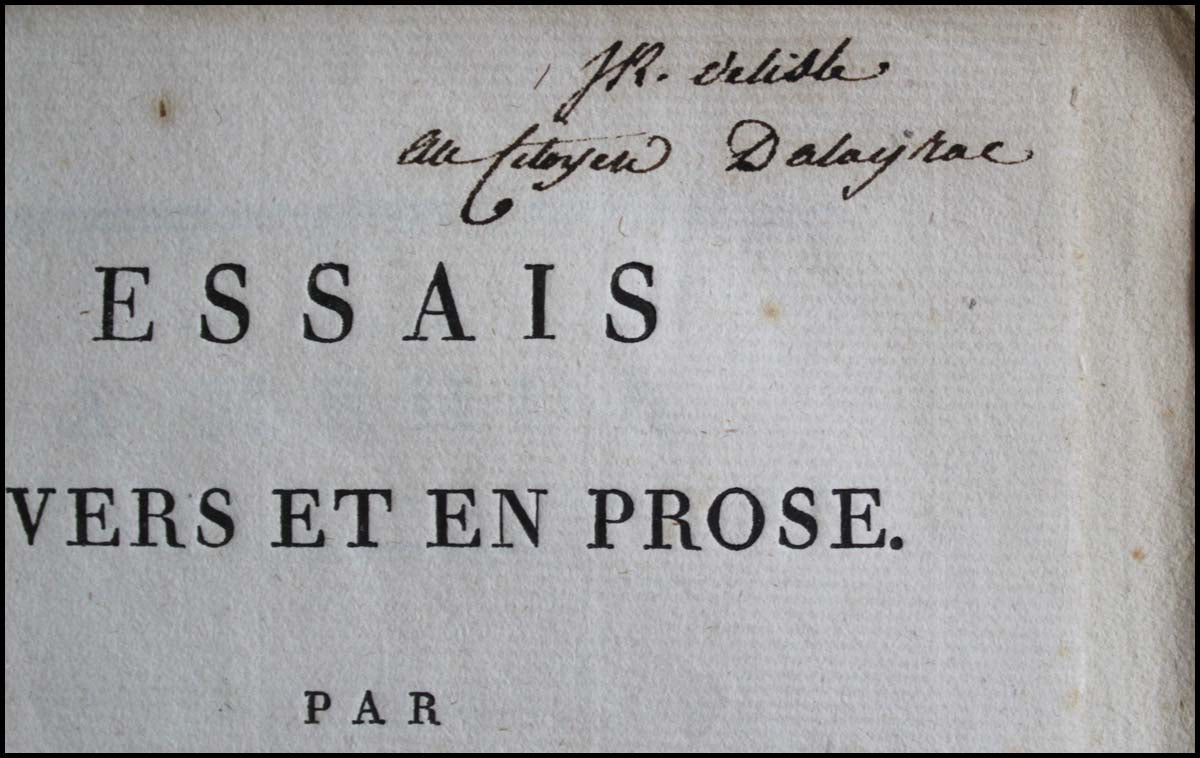 JR. delisle
au Citoyen Dalayrac
ESSAIS
VERS ET EN PROSE.
PAR